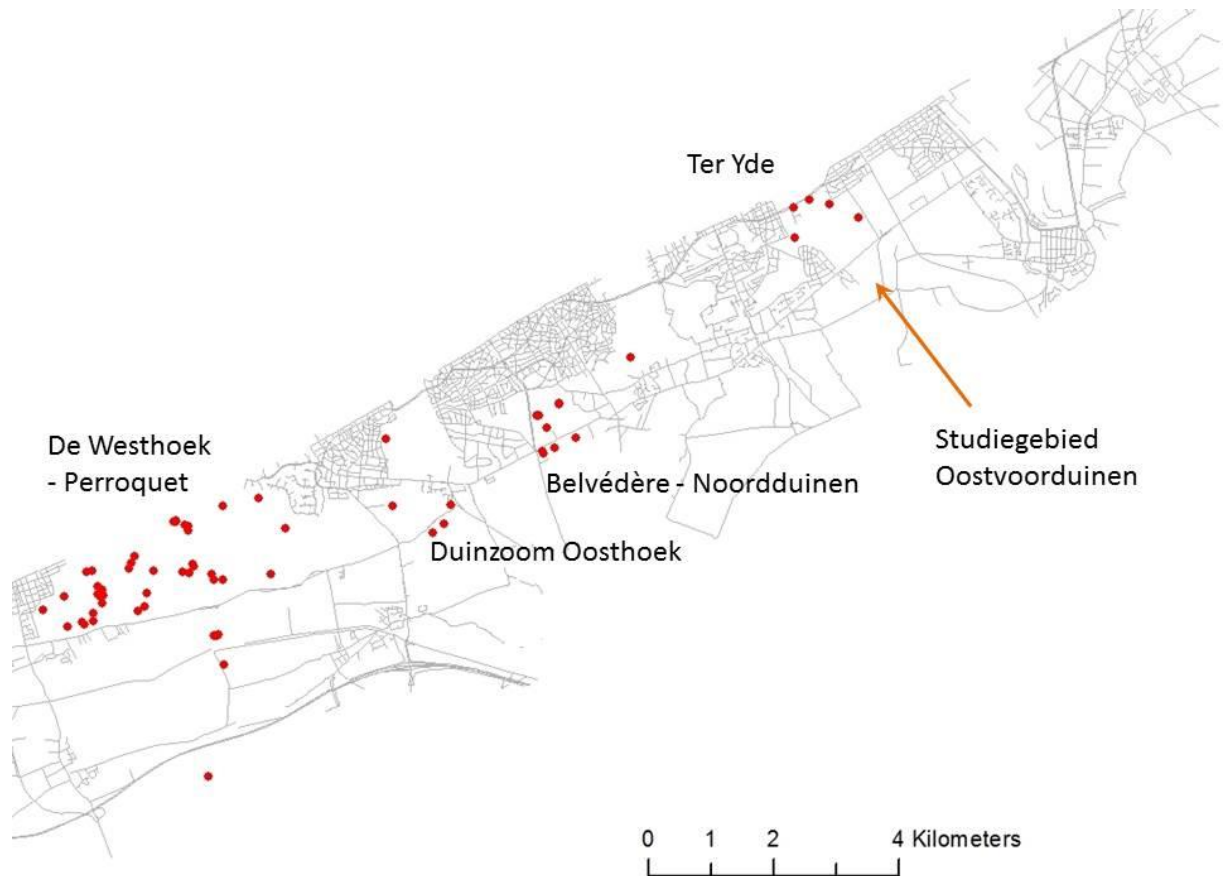 Ter Yde
De Westhoek
- Perroquet
Studiegebied
Oostvoorduinen
Belvédère - Noordduinen
Duinzoom Oosthoek
0 1 2 4 Kilometers